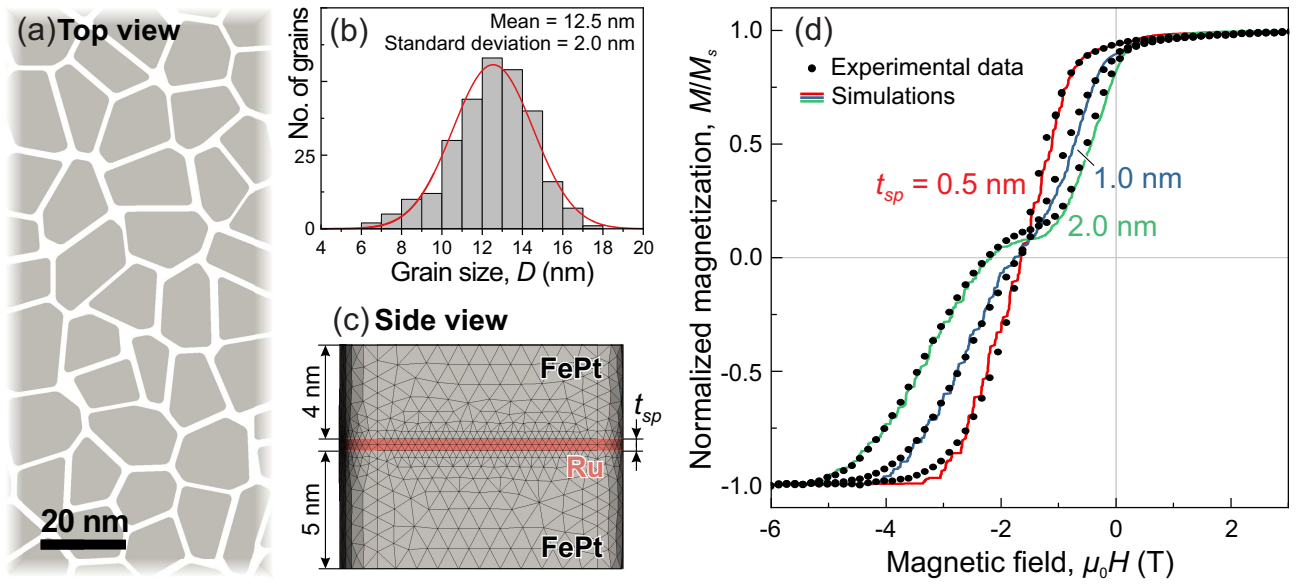 (a) Top view
20 nm
(b)
Mean = 12.5 nm
Standard deviation = 2.0 nm
No. of grains
25
0
4 6 8 10 12 14 16 18 20
Grain size, D (nm)
(c) Side view
FePt
4 nm
t_sp
Ru
5 nm
FePt
(d)
Experimental data
Simulations
t_sp = 0.5 nm
1.0 nm
2.0 nm
Normalized magnetization, M/M_s
1.0
0.5
0.0
-0.5
-1.0
-6 -4 -2 0 2
Magnetic field, μ₀H (T)